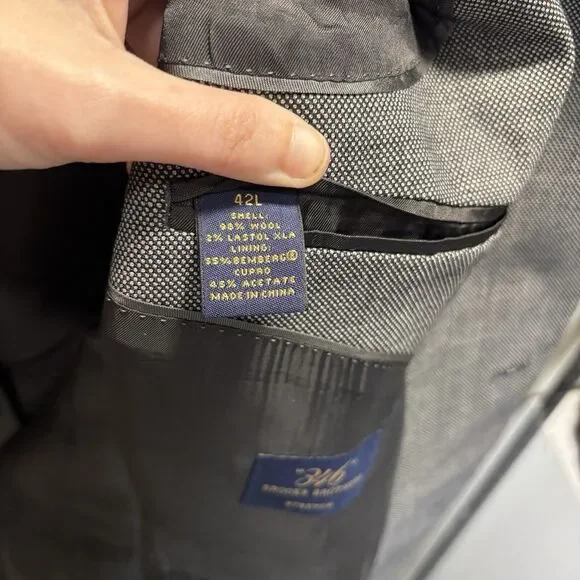 42L
SHELL:
98% WOOL
2% LASTOL XLA
LINING:
55%BEMBERG®
CUPRO
45% ACETATE
MADE IN CHINA
"346"
BROOKS BROTHERS
STRETCH